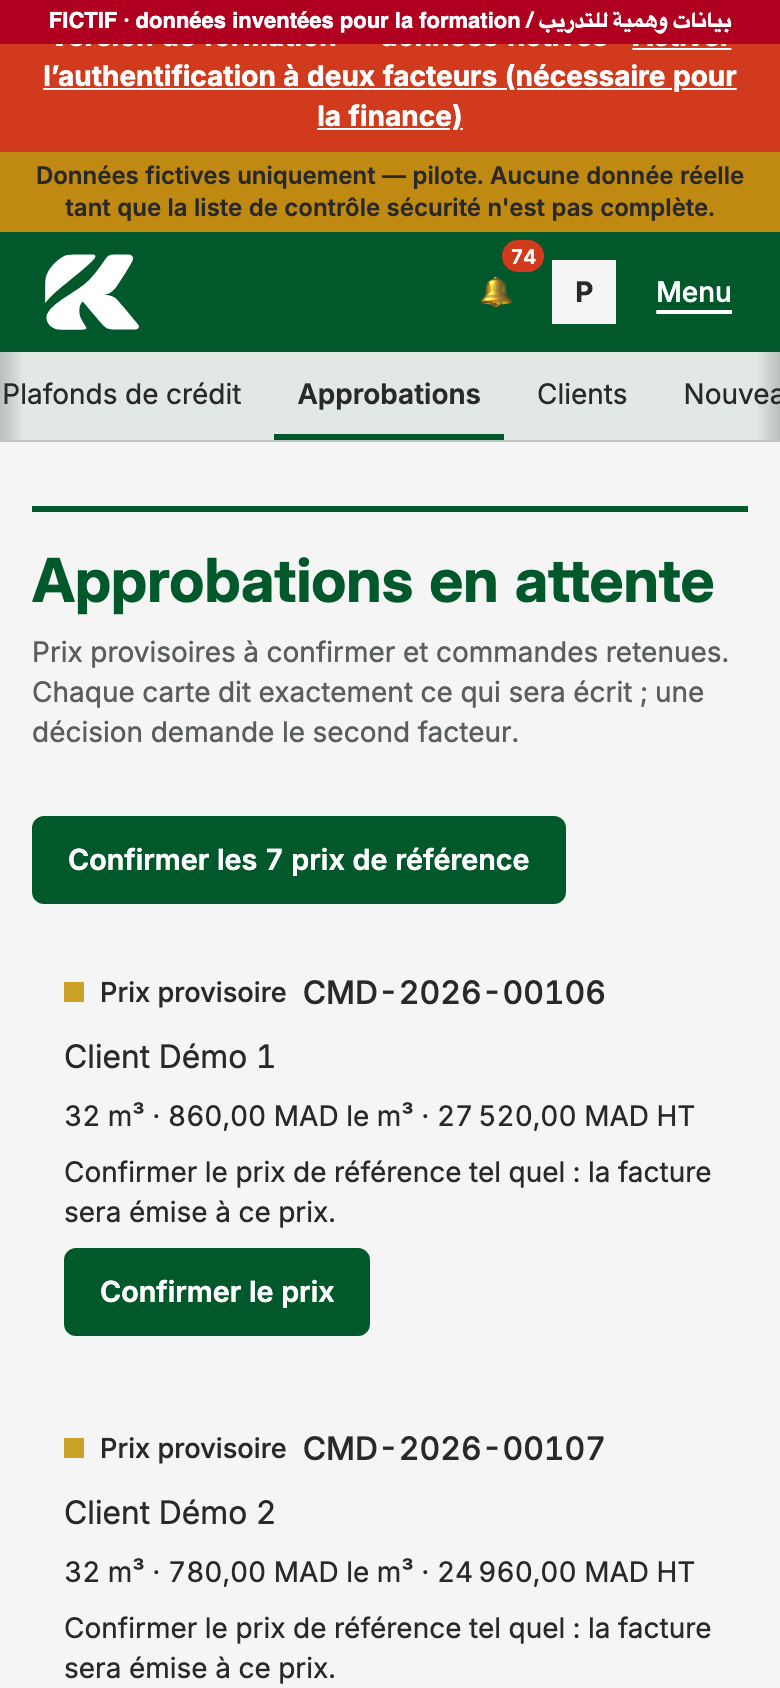 FICTIF · données inventées pour la formation / بيانات وهمية للتدريب
l’authentification à deux facteurs (nécessaire pour
la finance)
Données fictives uniquement — pilote. Aucune donnée réelle
tant que la liste de contrôle sécurité n'est pas complète.
74
P
Menu
Plafonds de crédit
Approbations
Clients
Approbations en attente
Prix provisoires à confirmer et commandes retenues.
Chaque carte dit exactement ce qui sera écrit ; une
décision demande le second facteur.
Confirmer les 7 prix de référence
Prix provisoire CMD-2026-00106
Client Démo 1
32 m³ · 860,00 MAD le m³ · 27 520,00 MAD HT
Confirmer le prix de référence tel quel : la facture
sera émise à ce prix.
Confirmer le prix
Prix provisoire CMD-2026-00107
Client Démo 2
32 m³ · 780,00 MAD le m³ · 24 960,00 MAD HT
Confirmer le prix de référence tel quel : la facture
sera émise à ce prix.